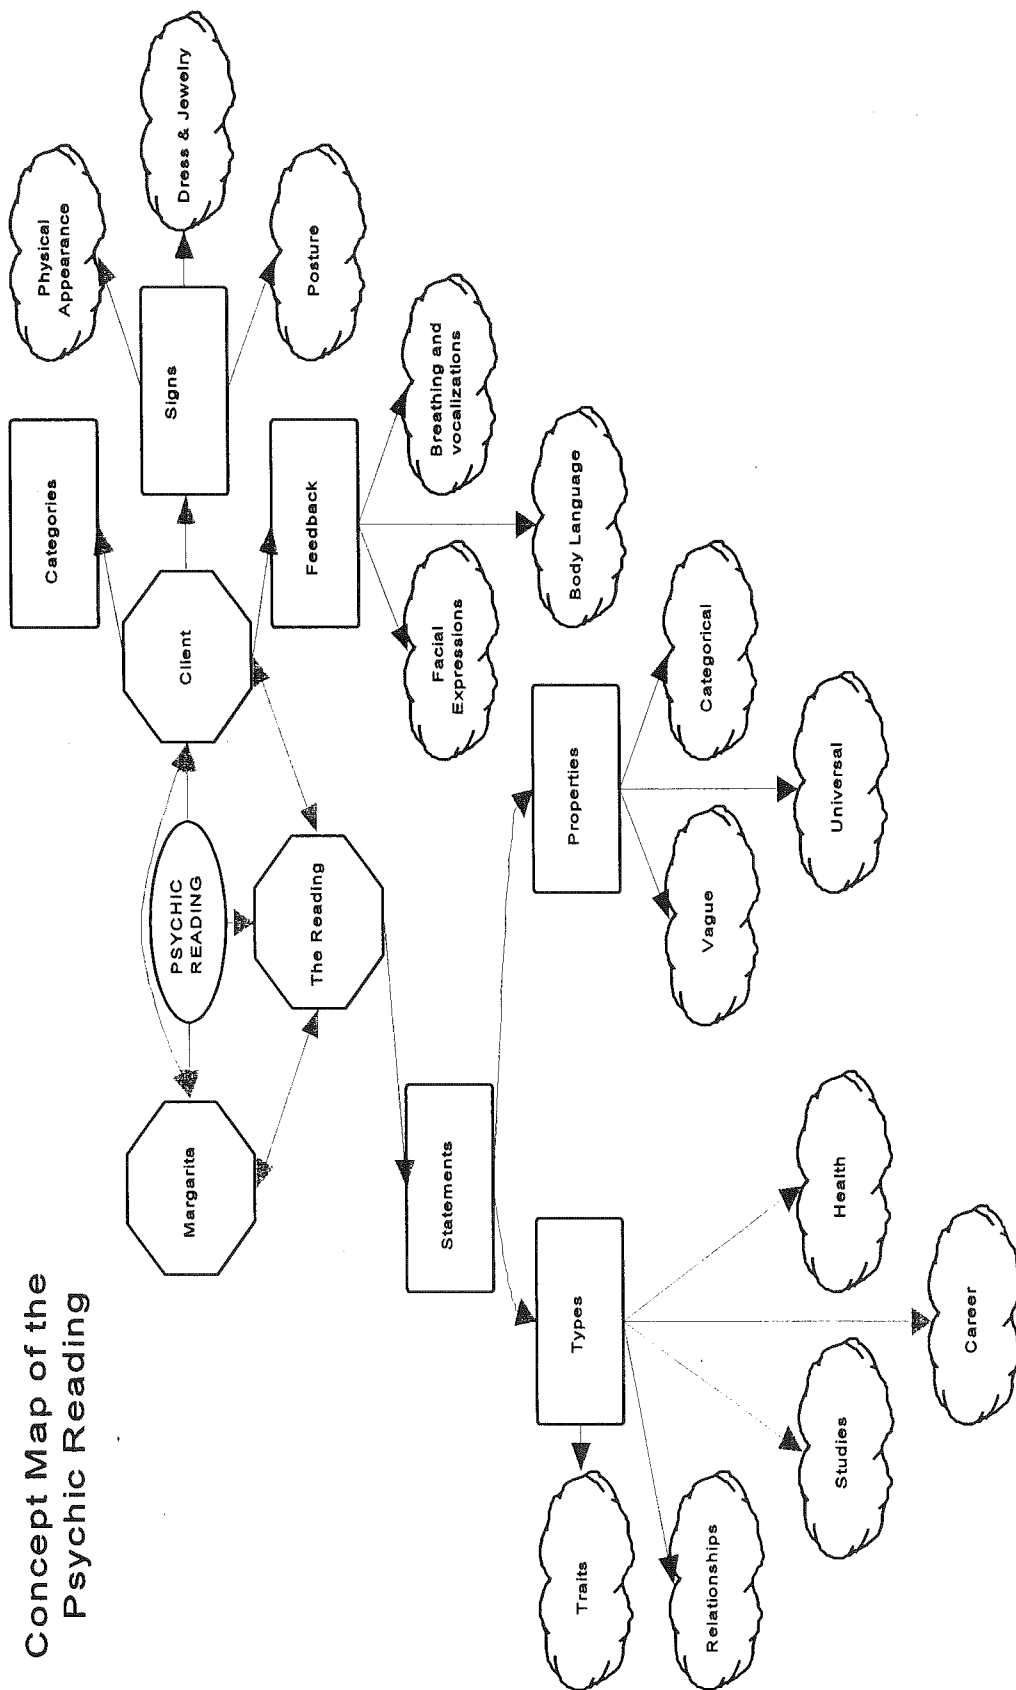 Concept Map of the
Psychic Reading
Margarita
PSYCHIC
READING
Client
Categories
Signs
Physical
Appearance
Dress & Jewelry
Posture
The Reading
Feedback
Facial
Expressions
Breathing and
vocalizations
Body Language
Statements
Types
Properties
Traits
Relationships
Studies
Career
Health
Vague
Universal
Categorical